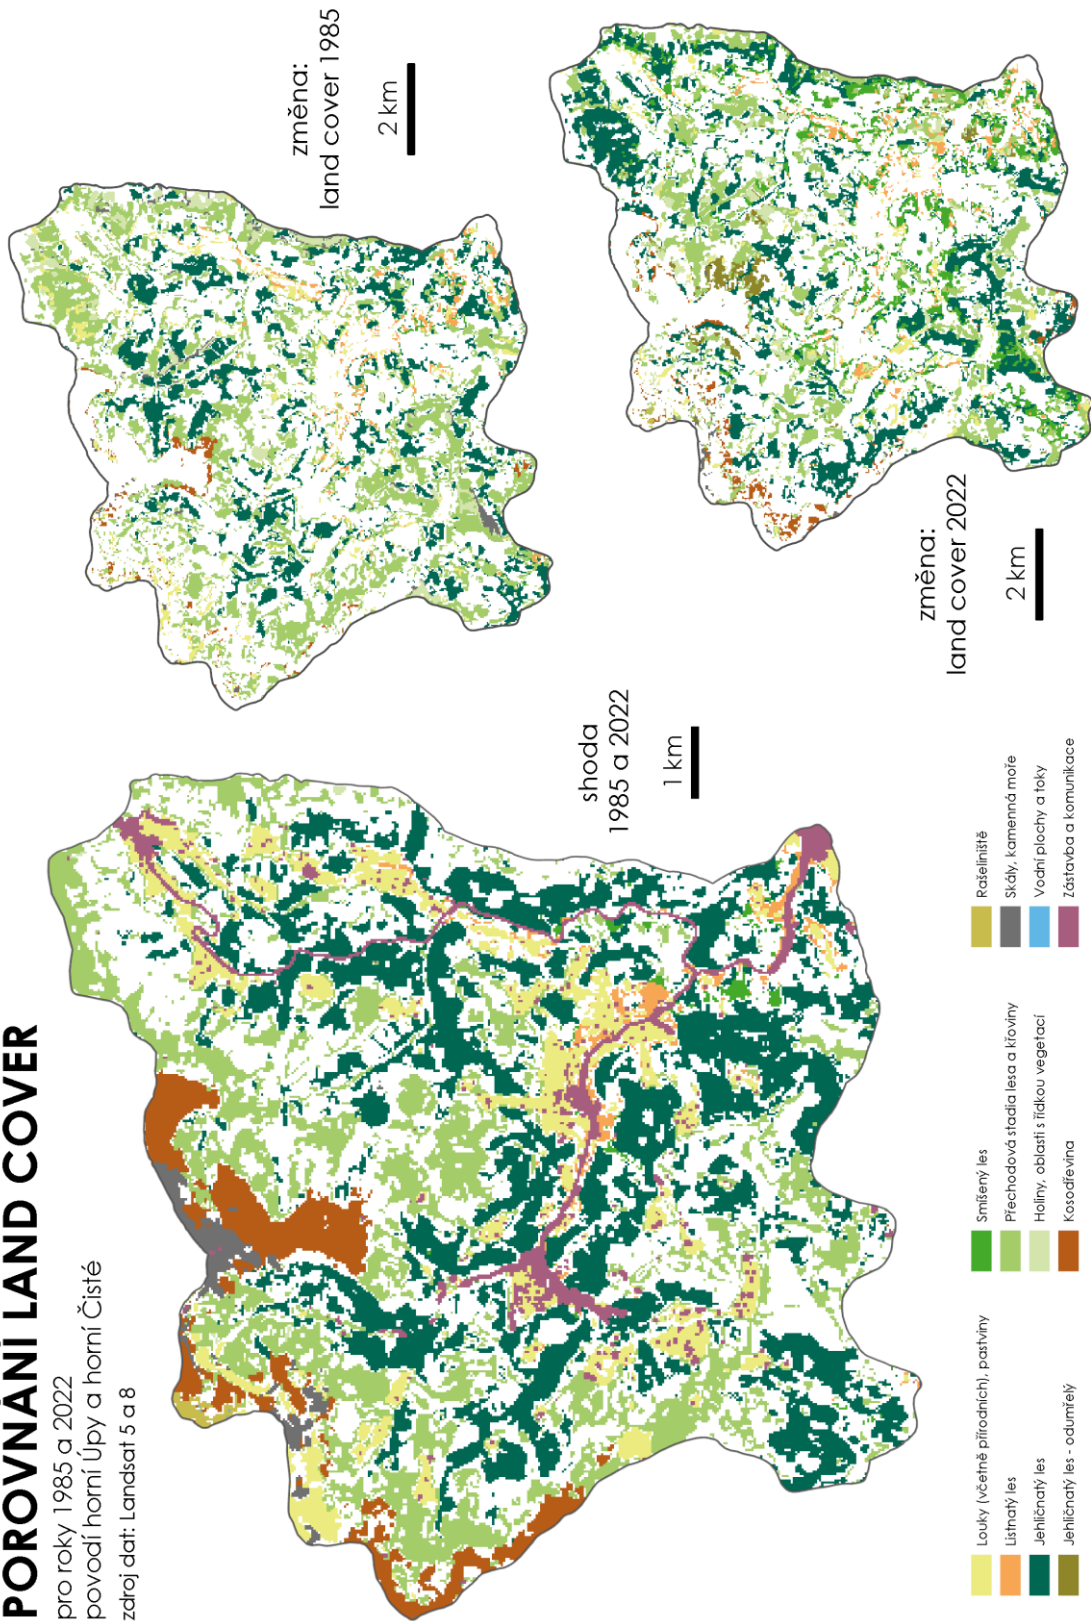 POROVNÁNÍ LAND COVER
pro roky 1985 a 2022
povodí horní Úpy a horní Čisté
zdroj dat: Landsat 5 a 8
shoda
1985 a 2022
1 km
změna:
land cover 1985
2 km
změna:
land cover 2022
2 km
Louky (včetně přírodních), pastviny
Listnatý les
Jehličnatý les
Jehličnatý les - odumřelý
Smíšený les
Přechodová stadia lesa a křoviny
Holiny, oblasti s řídkou vegetací
Kosodřevina
Rašeliniště
Skály, kamenná moře
Vodní plochy a toky
Zástavba a komunikace